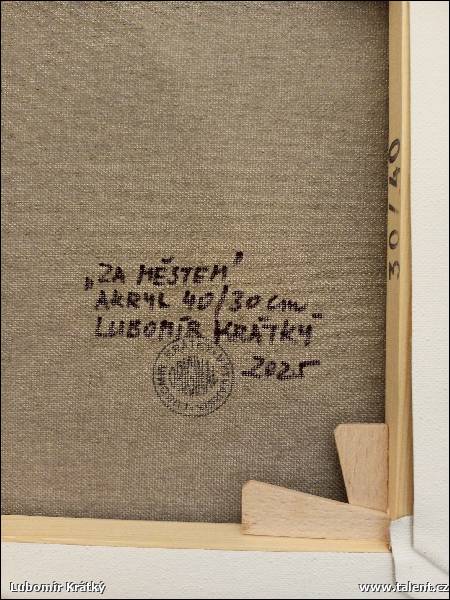 „ZA MĚSTEM"
AKRYL 40/30 cm
LUBOMÍR KRÁTKÝ
2025
30/40
Lubomír Krátký
www.talent.cz